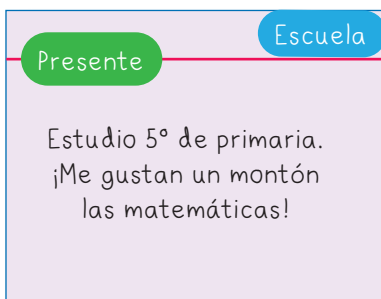 Escuela
Presente
Estudio 5º de primaria.
¡Me gustan un montón
las matemáticas!